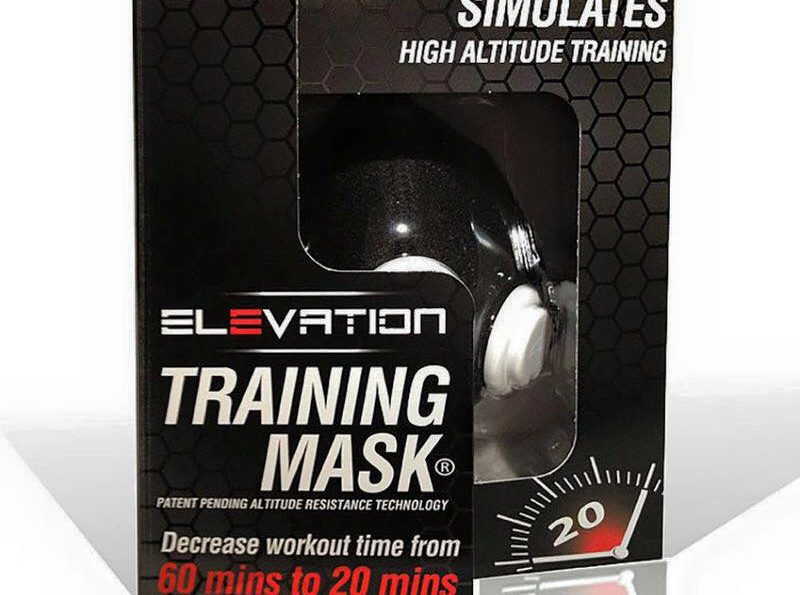 SIMULATES
HIGH ALTITUDE TRAINING
ELEVATION
TRAINING
MASK®
PATENT PENDING ALTITUDE RESISTANCE TECHNOLOGY
Decrease workout time from
60 mins to 20 mins
20